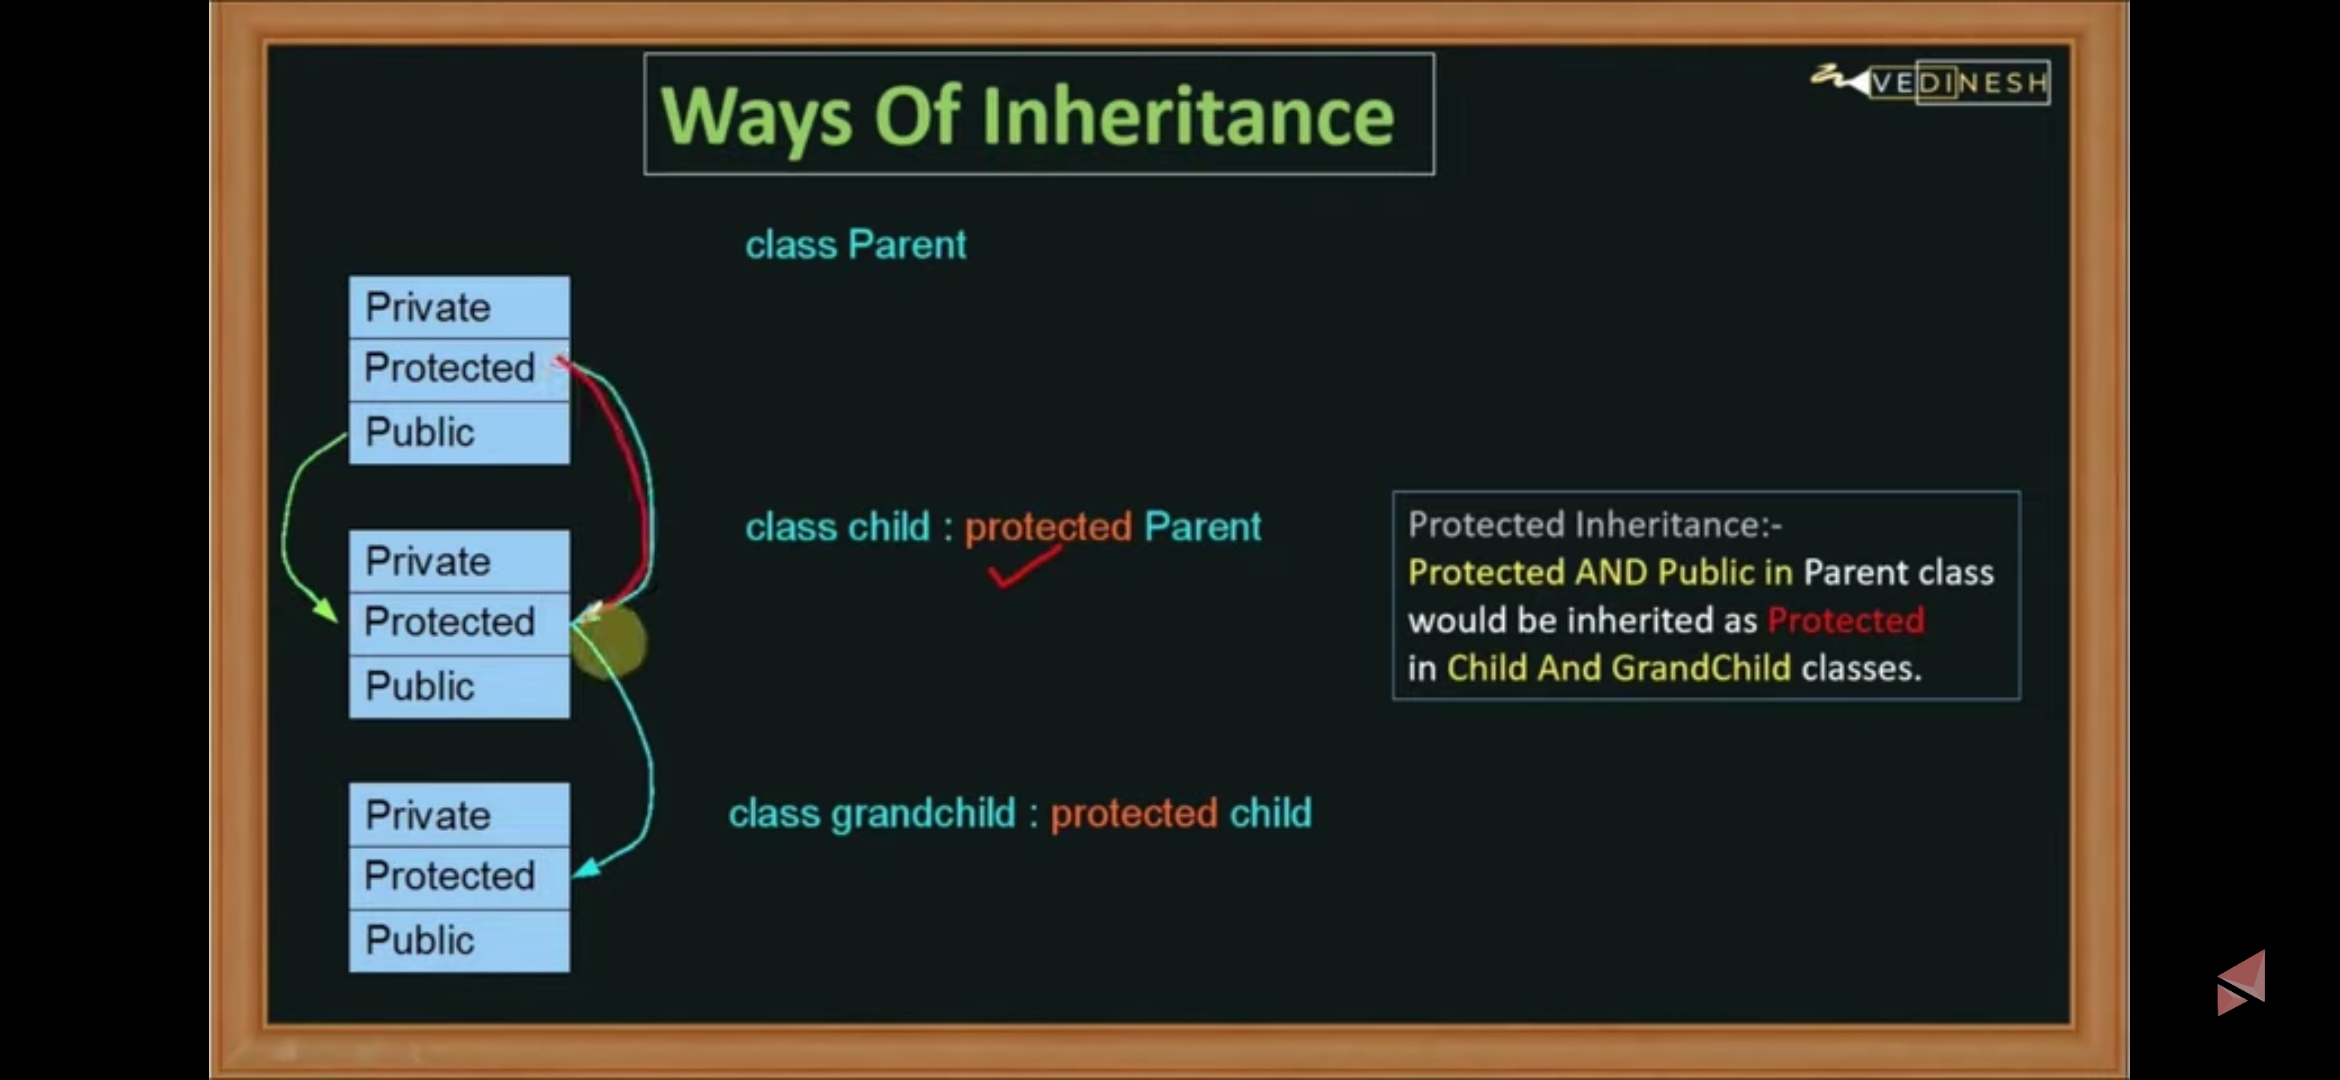 VEDINESH
Ways Of Inheritance
class Parent
Private
Protected
Public
class child : protected Parent
Private
Protected
Public
Protected Inheritance:-
Protected AND Public in Parent class
would be inherited as Protected
in Child And GrandChild classes.
class grandchild : protected child
Private
Protected
Public